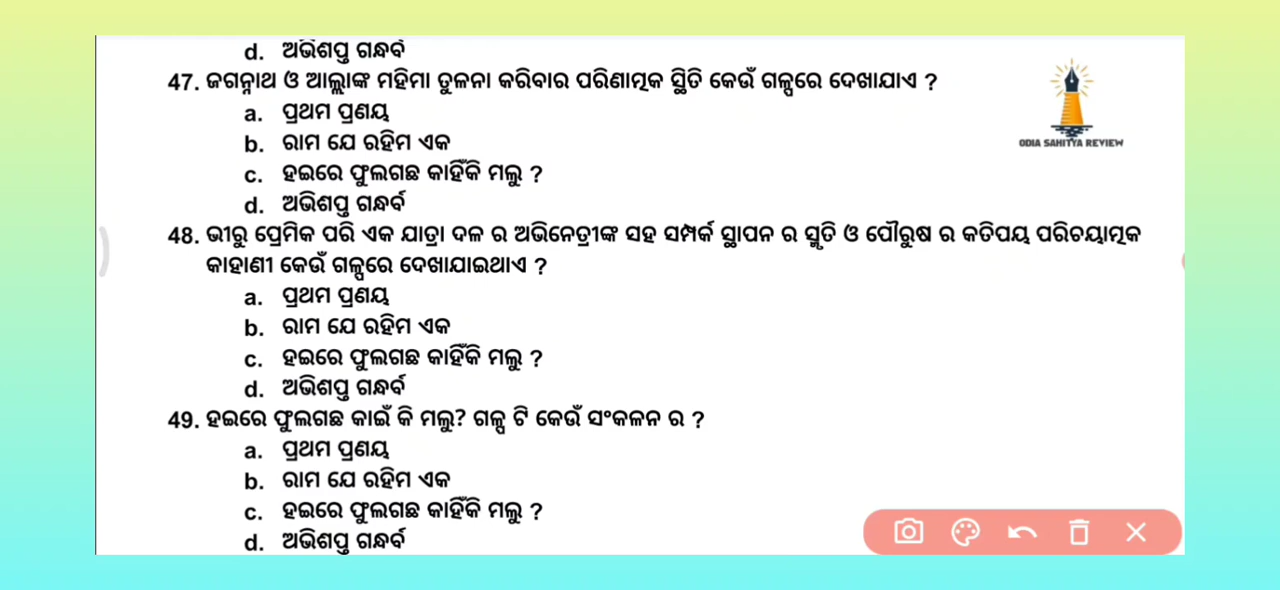 d. ଅଭିଶପ୍ତ ଗନ୍ଧର୍ବ
47. ଜଗନ୍ନାଥ ଓ ଆଲ୍ଲାଙ୍କ ମହିମା ତୁଳନା କରିବାର ପରିଣାତ୍ମକ ସ୍ଥିତି କେଉଁ ଗଳ୍ପରେ ଦେଖାଯାଏ ?
a. ପ୍ରଥମ ପ୍ରଣୟ
ODIA SAHITYA REVIEW
b. ରାମ ଯେ ରହିମ ଏକ
c. ହଇରେ ଫୁଲଗଛ କାହିଁକି ମଲୁ ?
d. ଅଭିଶପ୍ତ ଗନ୍ଧର୍ବ
48. ଭୀରୁ ପ୍ରେମିକ ପରି ଏକ ଯାତ୍ରା ଦଳ ର ଅଭିନେତ୍ରୀଙ୍କ ସହ ସମ୍ପର୍କ ସ୍ଥାପନ ର ସ୍ମୃତି ଓ ପୌରୁଷ ର କତିପୟ ପରିଚୟାତ୍ମକ
କାହାଣୀ କେଉଁ ଗଳ୍ପରେ ଦେଖାଯାଇଥାଏ ?
a. ପ୍ରଥମ ପ୍ରଣୟ
b. ରାମ ଯେ ରହିମ ଏକ
c. ହଇରେ ଫୁଲଗଛ କାହିଁକି ମଲୁ ?
d. ଅଭିଶପ୍ତ ଗନ୍ଧର୍ବ
49. ହଇରେ ଫୁଲଗଛ କାଇଁ କି ମଲୁ? ଗଳ୍ପ ଟି କେଉଁ ସଂକଳନ ର ?
a. ପ୍ରଥମ ପ୍ରଣୟ
b. ରାମ ଯେ ରହିମ ଏକ
c. ହଇରେ ଫୁଲଗଛ କାହିଁକି ମଲୁ ?
d. ଅଭିଶପ୍ତ ଗନ୍ଧର୍ବ